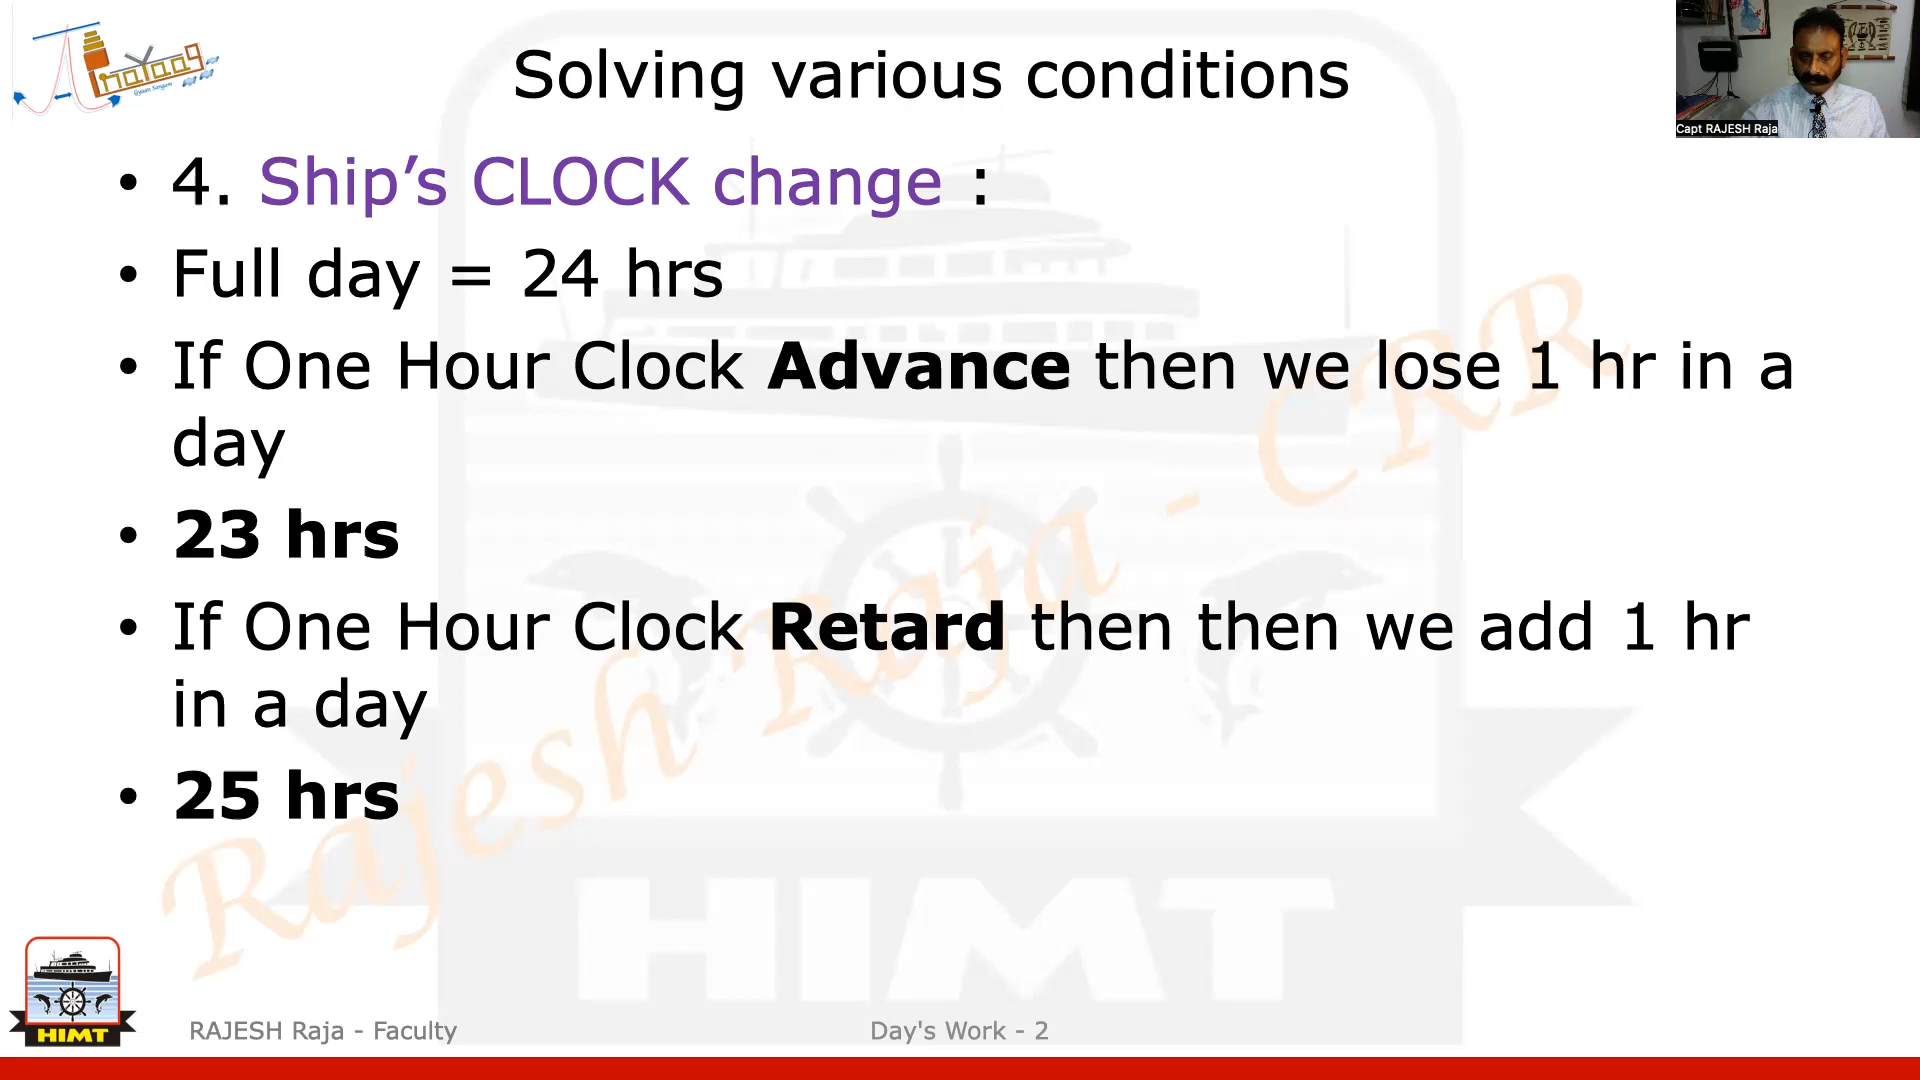 Solving various conditions
Capt RAJESH Raja
• 4. Ship’s CLOCK change :
• Full day = 24 hrs
• If One Hour Clock Advance then we lose 1 hr in a
day
• 23 hrs
• If One Hour Clock Retard then then we add 1 hr
in a day
• 25 hrs
Rajesh Raja - CRR
HIMT
HIMT
RAJESH Raja - Faculty
Day's Work - 2